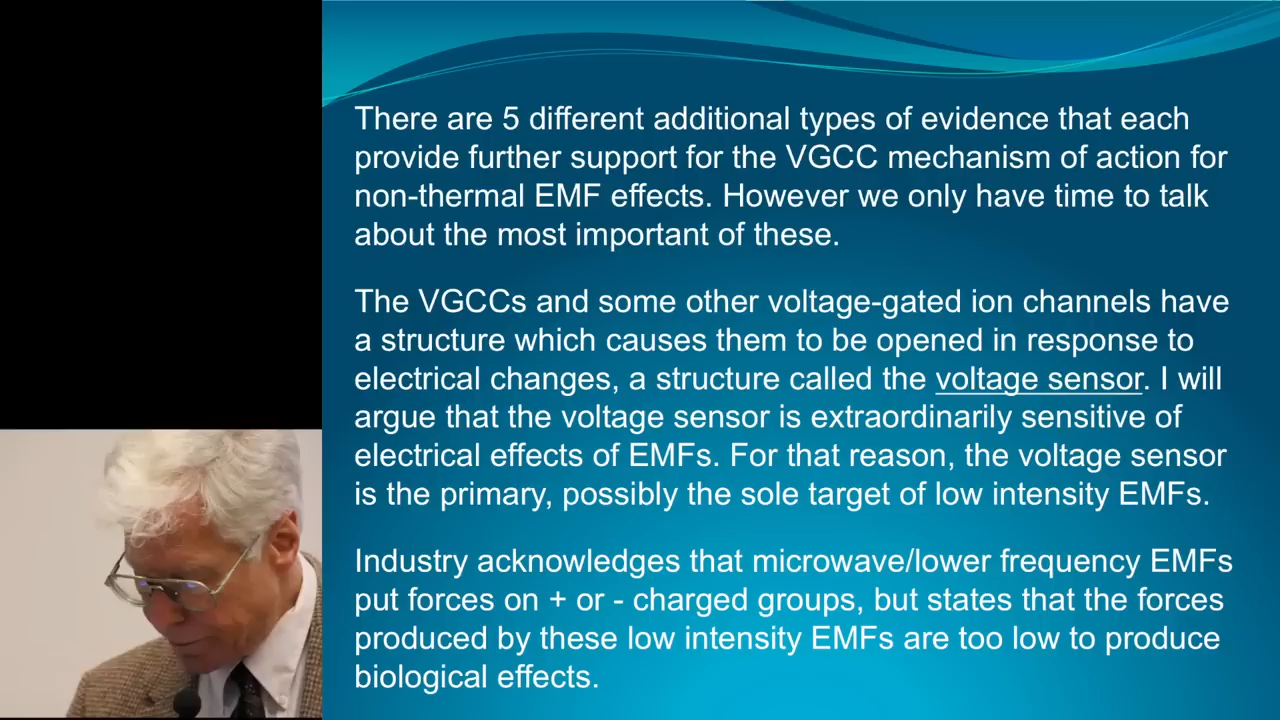 There are 5 different additional types of evidence that each
provide further support for the VGCC mechanism of action for
non-thermal EMF effects. However we only have time to talk
about the most important of these.
The VGCCs and some other voltage-gated ion channels have
a structure which causes them to be opened in response to
electrical changes, a structure called the voltage sensor. I will
argue that the voltage sensor is extraordinarily sensitive of
electrical effects of EMFs. For that reason, the voltage sensor
is the primary, possibly the sole target of low intensity EMFs.
Industry acknowledges that microwave/lower frequency EMFs
put forces on + or - charged groups, but states that the forces
produced by these low intensity EMFs are too low to produce
biological effects.